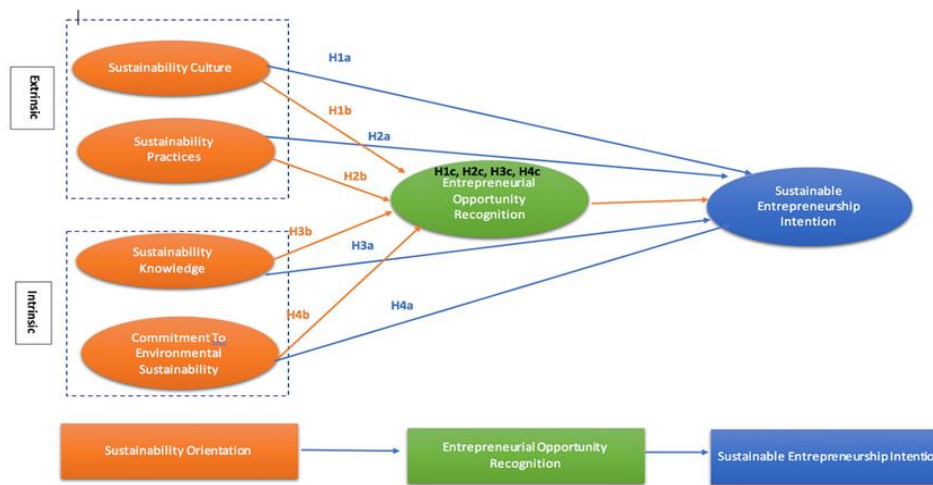 Extrinsic
Sustainability Culture
Sustainability
Practices
Intrinsic
Sustainability
Knowledge
Commitment To
Environmental
Sustainability
H1a
H1b
H2a
H2b
H3b
H3a
H4b
H4a
H1c, H2c, H3c, H4c
Entrepreneurial
Opportunity
Recognition
Sustainable
Entrepreneurship
Intention
Sustainability Orientation
Entrepreneurial Opportunity
Recognition
Sustainable Entrepreneurship Intention